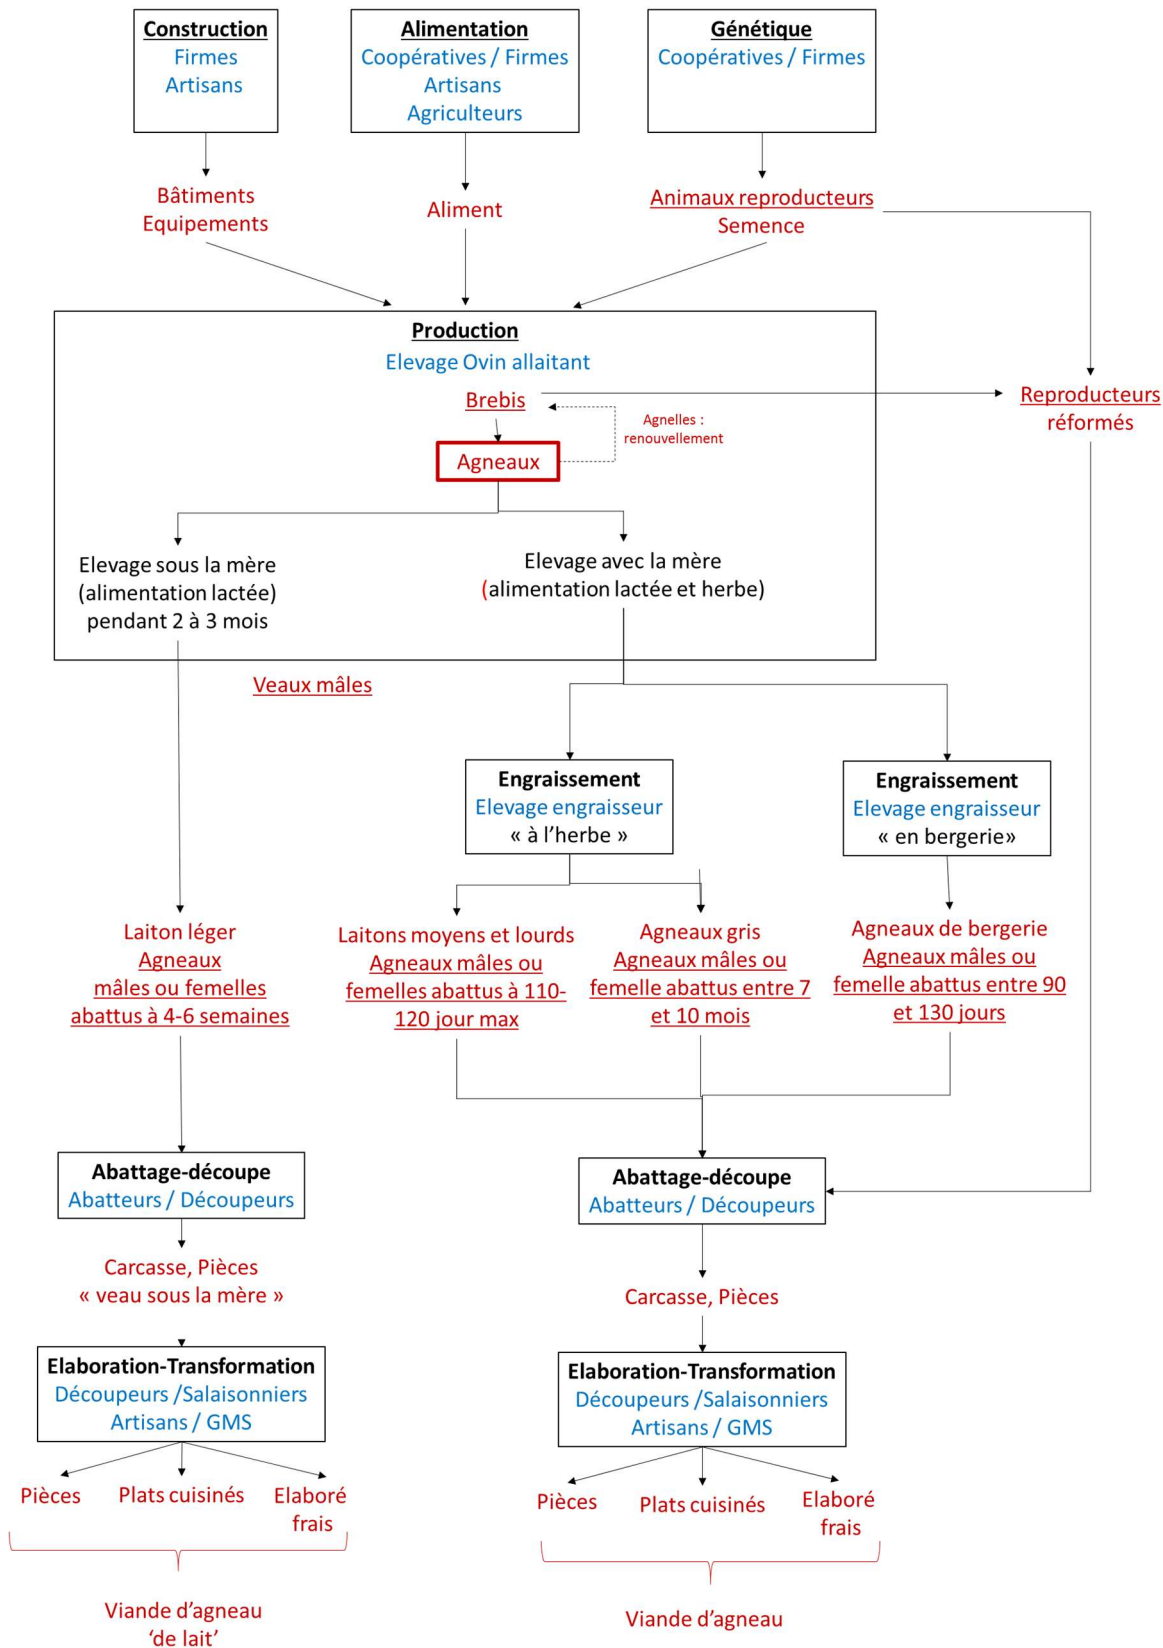 Construction
Firmes
Artisans
Alimentation
Coopératives / Firmes
Artisans
Agriculteurs
Génétique
Coopératives / Firmes
Bâtiments
Equipements
Aliment
Animaux reproducteurs
Semence
Production
Elevage Ovin allaitant
Brebis
Agnelles :
renouvellement
Agneaux
Reproducteurs
réformés
Elevage sous la mère
(alimentation lactée)
pendant 2 à 3 mois
Elevage avec la mère
(alimentation lactée et herbe)
Veaux mâles
Engraissement
Elevage engraisseur
« à l’herbe »
Engraissement
Elevage engraisseur
« en bergerie»
Laiton léger
Agneaux
mâles ou femelles
abattus à 4-6 semaines
Laitons moyens et lourds
Agneaux mâles ou
femelles abattus à 110-
120 jour max
Agneaux gris
Agneaux mâles ou
femelle abattus entre 7
et 10 mois
Agneaux de bergerie
Agneaux mâles ou
femelle abattus entre 90
et 130 jours
Abattage-découpe
Abatteurs / Découpeurs
Abattage-découpe
Abatteurs / Découpeurs
Carcasse, Pièces
« veau sous la mère »
Carcasse, Pièces
Elaboration-Transformation
Découpeurs /Salaisonniers
Artisans / GMS
Elaboration-Transformation
Découpeurs /Salaisonniers
Artisans / GMS
Pièces
Plats cuisinés
Elaboré
frais
Pièces
Plats cuisinés
Elaboré
frais
Viande d’agneau
‘de lait’
Viande d’agneau